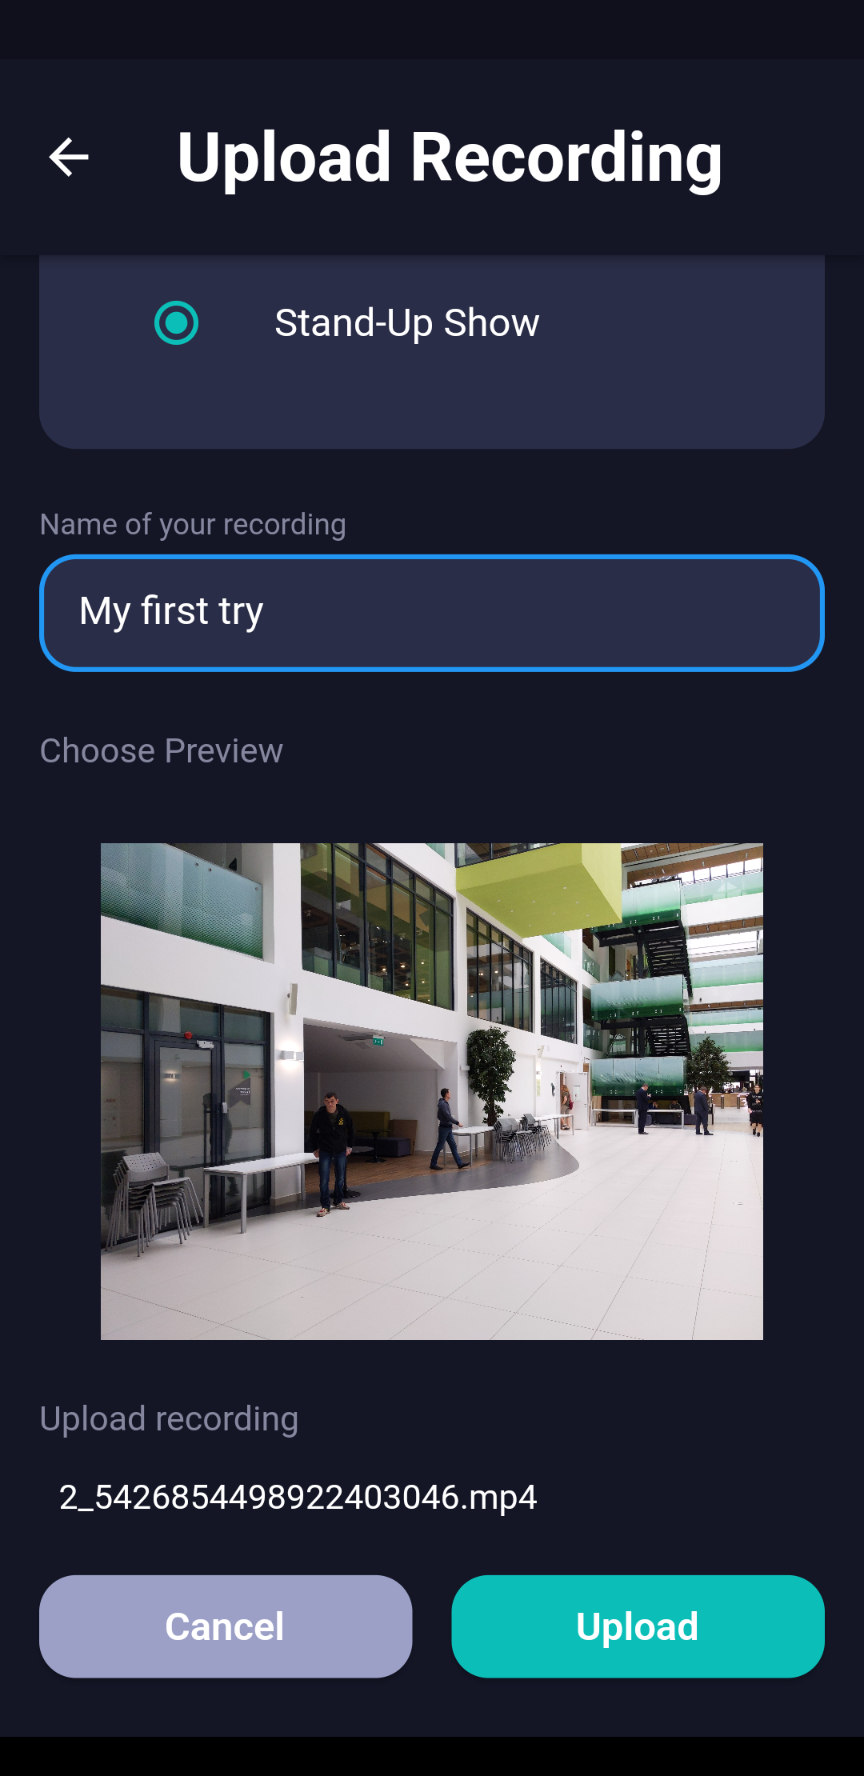 Upload Recording
Stand-Up Show
Name of your recording
My first try
Choose Preview
Upload recording
2_5426854498922403046.mp4
Cancel
Upload